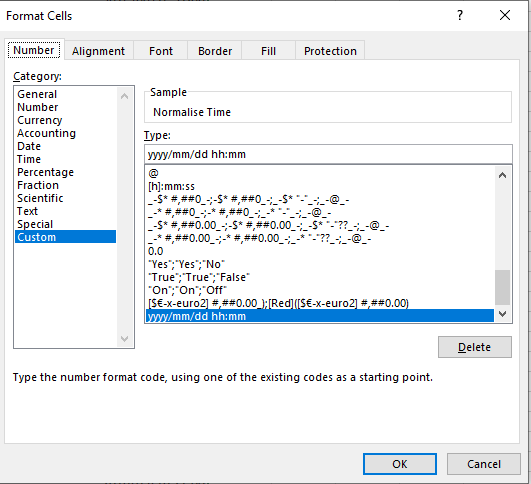 Format Cells
? ×
Number Alignment Font Border Fill Protection
Category:
General
Number
Currency
Accounting
Date
Time
Percentage
Fraction
Scientific
Text
Special
Custom
Sample
Normalise Time
Type:
yyyy/mm/dd hh:mm
@
[h]:mm:ss
_-$* #,##0_-;-$* #,##0_-;_-$* "-"_-;_-@_-
_-* #,##0_-;-* #,##0_-;_-* "-"_-;_-@_-
_-$* #,##0.00_-;-$* #,##0.00_-;_-$* "-"??_-;_-@_-
_-* #,##0.00_-;-* #,##0.00_-;_-* "-"??_-;_-@_-
0.0
"Yes";"Yes";"No"
"True";"True";"False"
"On";"On";"Off"
[$€-x-euro2] #,##0.00_);[Red]([$€-x-euro2] #,##0.00)
yyyy/mm/dd hh:mm
Delete
Type the number format code, using one of the existing codes as a starting point.
OK Cancel